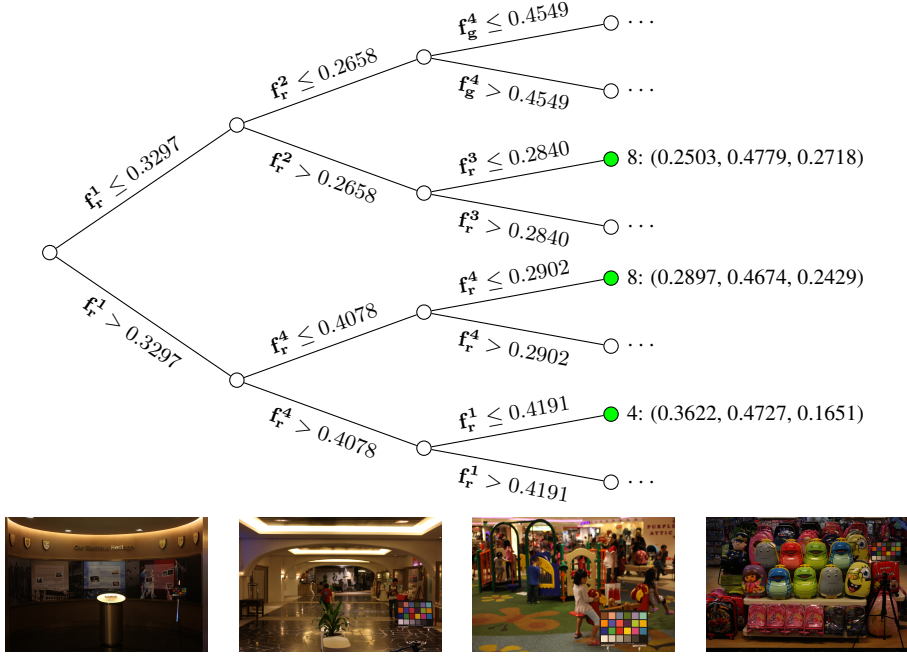 f_g^4 ≤ 0.4549 ...
f_r^2 ≤ 0.2658
f_g^4 > 0.4549 ...
f_r^1 ≤ 0.3297
f_r^3 ≤ 0.2840 8: (0.2503, 0.4779, 0.2718)
f_r^2 > 0.2658
f_r^3 > 0.2840 ...
f_r^4 ≤ 0.2902 8: (0.2897, 0.4674, 0.2429)
f_r^1 > 0.3297
f_r^4 ≤ 0.4078
f_r^4 > 0.2902 ...
f_r^1 ≤ 0.4191 4: (0.3622, 0.4727, 0.1651)
f_r^4 > 0.4078
f_r^1 > 0.4191 ...
PURPLE
ATTIC